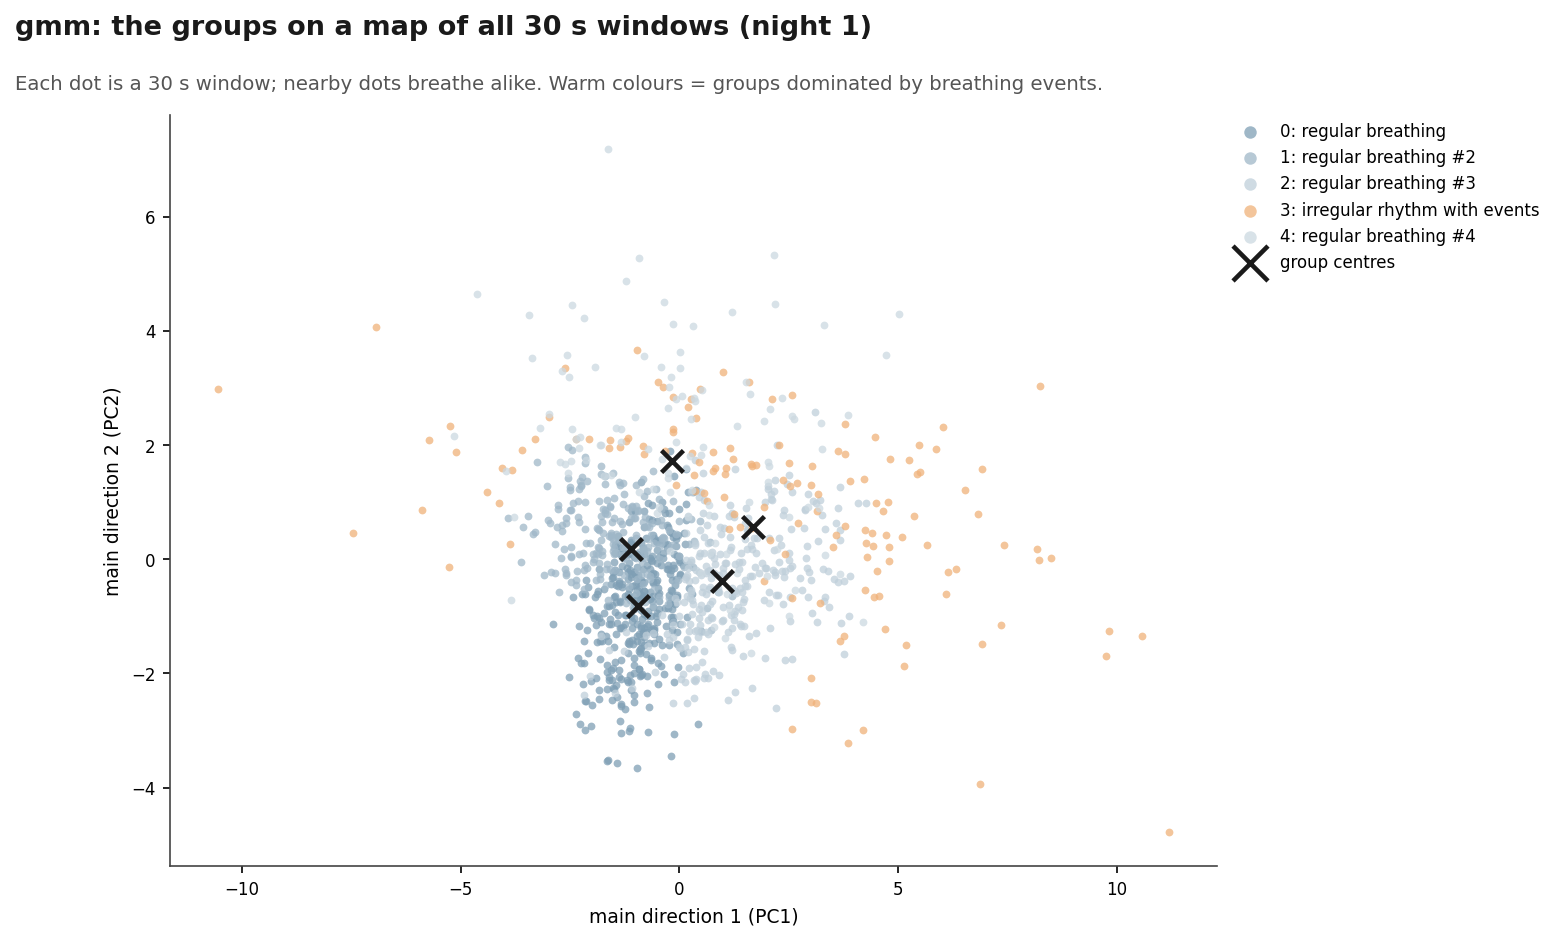 gmm: the groups on a map of all 30 s windows (night 1)
Each dot is a 30 s window; nearby dots breathe alike. Warm colours = groups dominated by breathing events.
0: regular breathing
1: regular breathing #2
2: regular breathing #3
3: irregular rhythm with events
4: regular breathing #4
group centres
main direction 2 (PC2)
6
4
2
0
−2
−4
−10
−5
0
5
10
main direction 1 (PC1)